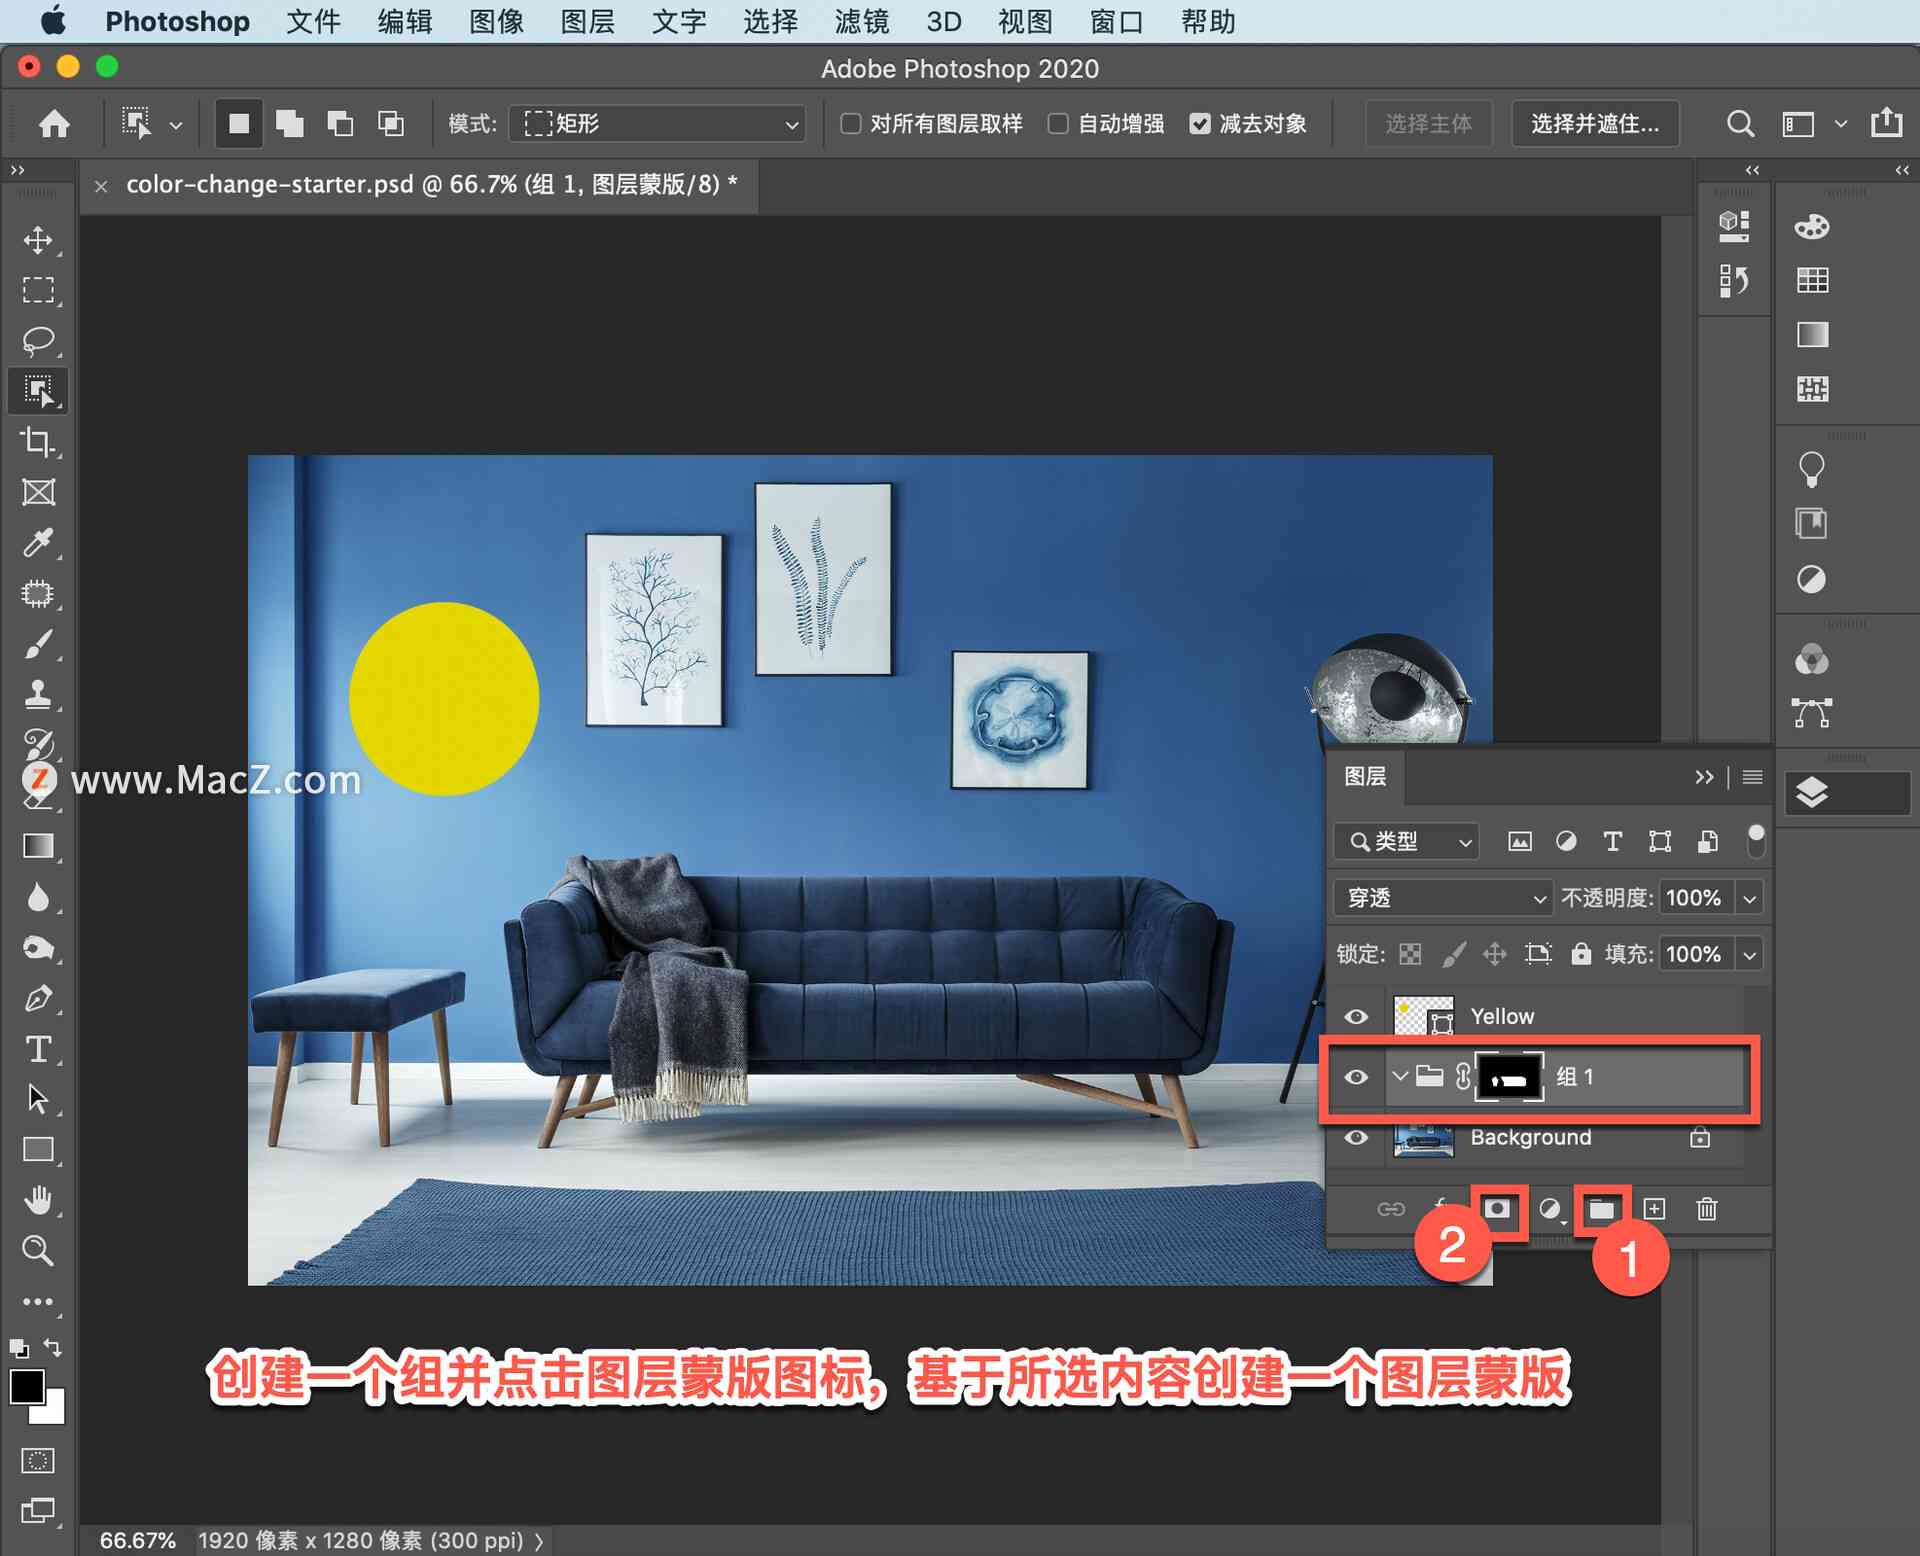 Photoshop 文件 编辑 图像 图层 文字 选择 滤镜 3D 视图 窗口 帮助
Adobe Photoshop 2020
模式: 矩形 对所有图层取样 自动增强 减去对象 选择主体 选择并遮住...
color-change-starter.psd @ 66.7% (组 1, 图层蒙版/8) *
Z www.MacZ.com
图层
类型
穿透 不透明度: 100%
锁定: 填充: 100%
Yellow
组 1
Background
2
1
创建一个组并点击图层蒙版图标，基于所选内容创建一个图层蒙版
66.67% 1920 像素 x 1280 像素 (300 ppi)